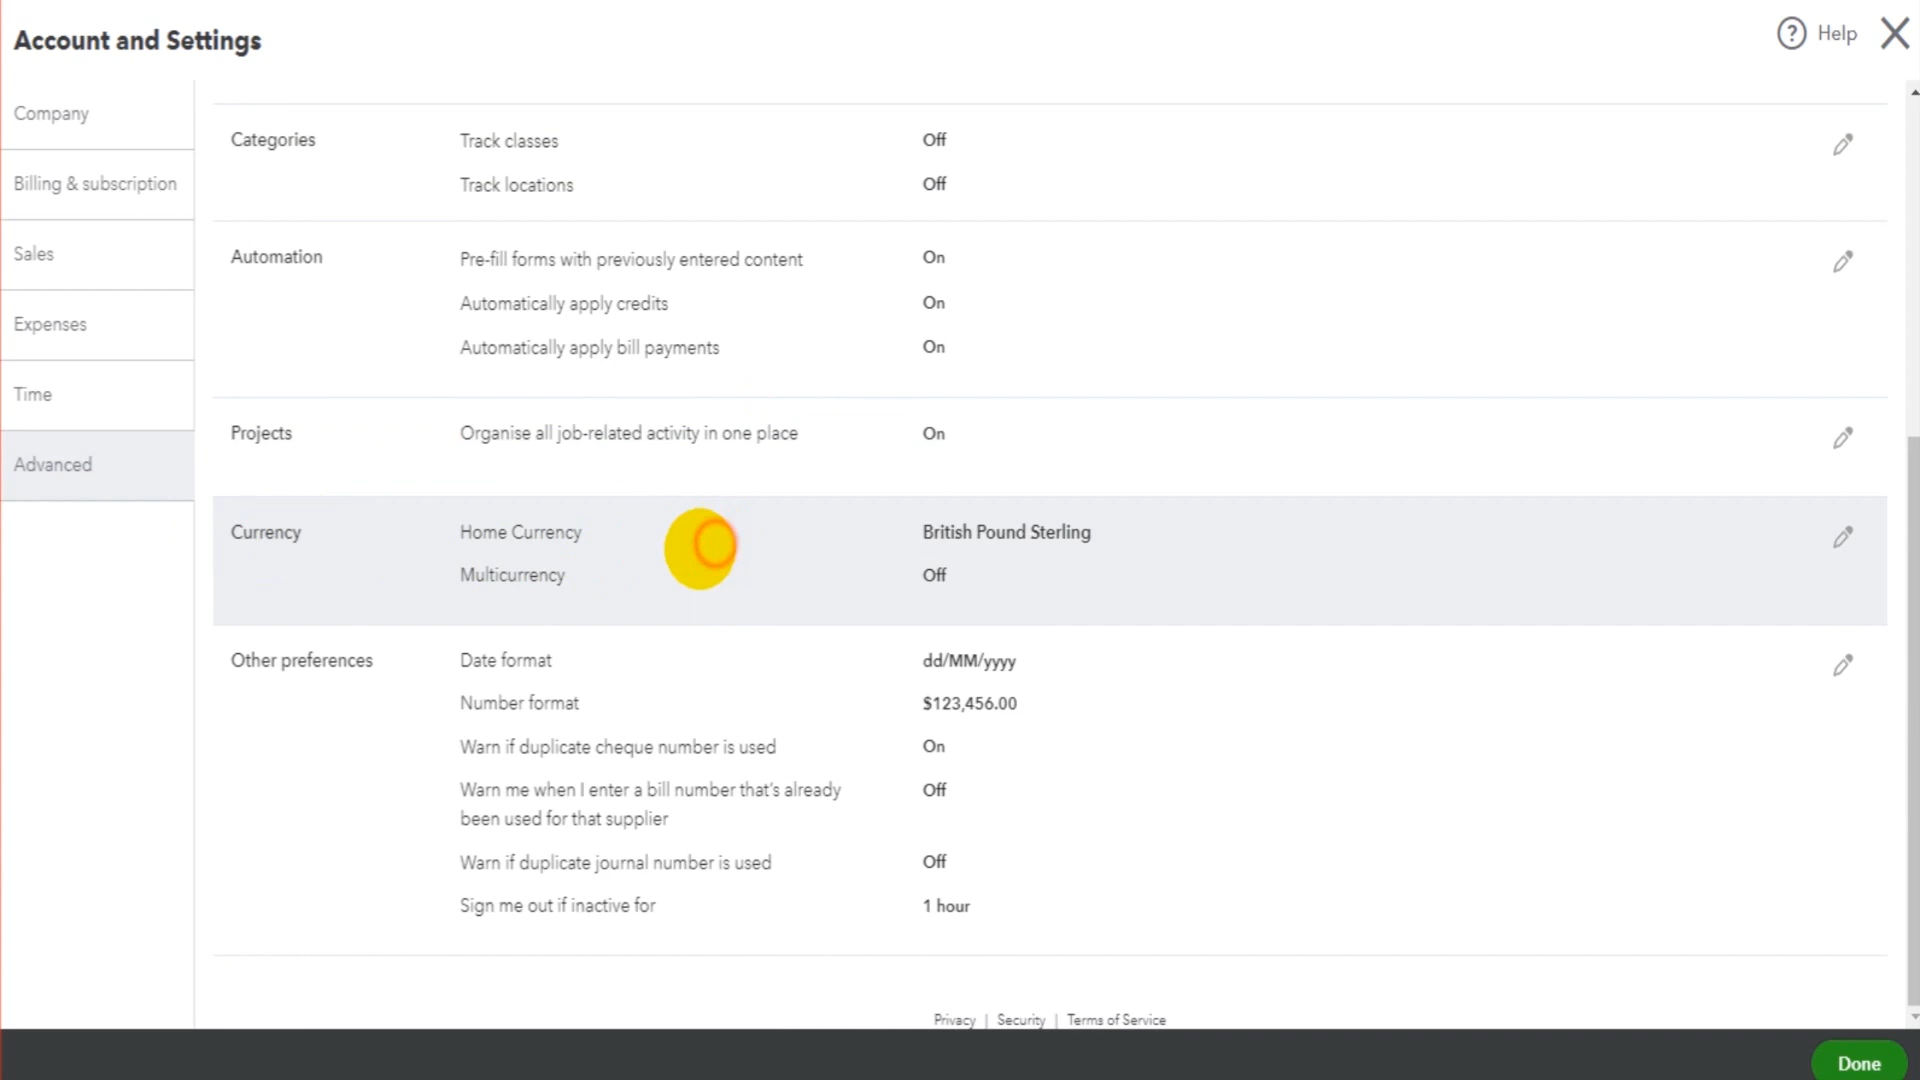 Account and Settings
Help
Company
Billing & subscription
Sales
Expenses
Time
Advanced
Categories
Track classes
Off
Track locations
Off
Automation
Pre-fill forms with previously entered content
On
Automatically apply credits
On
Automatically apply bill payments
On
Projects
Organise all job-related activity in one place
On
Currency
Home Currency
British Pound Sterling
Multicurrency
Off
Other preferences
Date format
dd/MM/yyyy
Number format
$123,456.00
Warn if duplicate cheque number is used
On
Warn me when I enter a bill number that's already
been used for that supplier
Off
Warn if duplicate journal number is used
Off
Sign me out if inactive for
1 hour
Privacy | Security | Terms of Service
Done